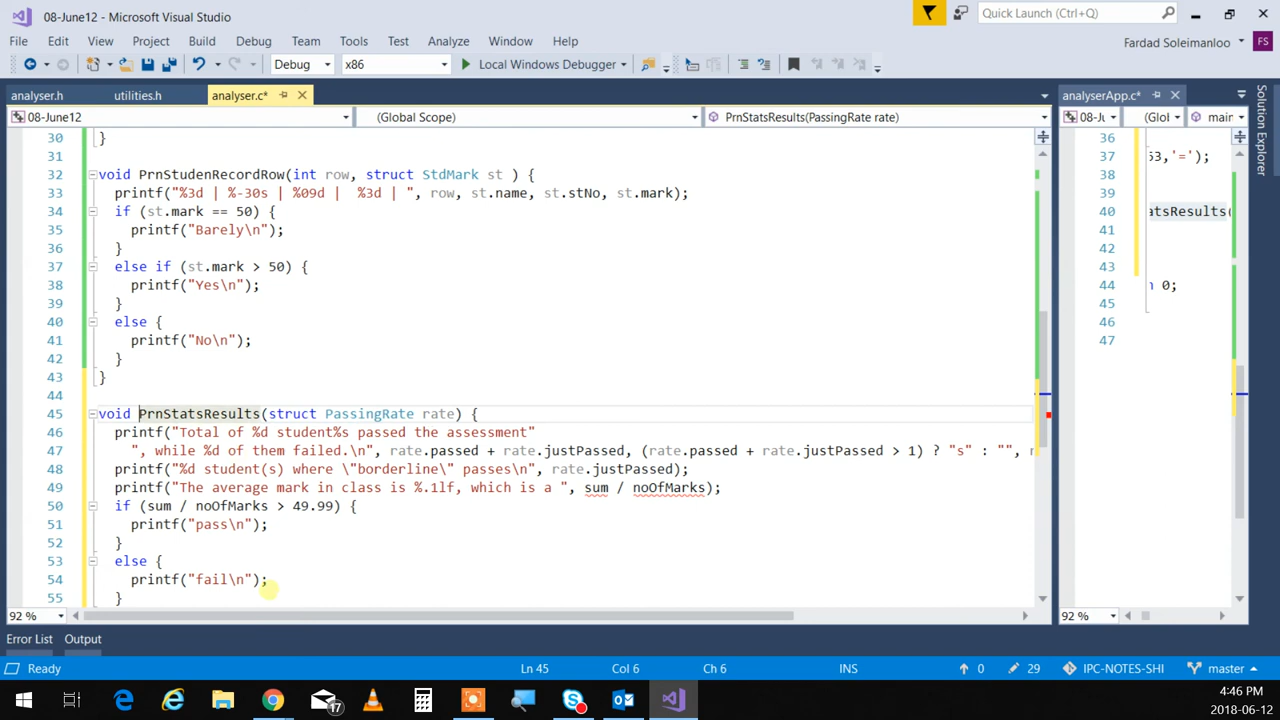 08-June12 - Microsoft Visual Studio
Quick Launch (Ctrl+Q)
File Edit View Project Build Debug Team Tools Test Analyze Window Help
Fardad Soleimanloo FS
Debug x86 Local Windows Debugger
analyser.h utilities.h analyser.c* analyserApp.c*
08-June12 (Global Scope) PrnStatsResults(PassingRate rate) 08-Ju (Glol main
30 }
31
32 void PrnStudenRecordRow(int row, struct StdMark st ) {
33 printf("%3d | %-30s | %09d |  %3d | ", row, st.name, st.stNo, st.mark);
34 if (st.mark == 50) {
35 printf("Barely\n");
36 }
37 else if (st.mark > 50) {
38 printf("Yes\n");
39 }
40 else {
41 printf("No\n");
42 }
43 }
44
45 void PrnStatsResults(struct PassingRate rate) {
46 printf("Total of %d student%s passed the assessment"
47 ", while %d of them failed.\n", rate.passed + rate.justPassed, (rate.passed + rate.justPassed > 1) ? "s" : "", r
48 printf("%d student(s) where \"borderline\" passes\n", rate.justPassed);
49 printf("The average mark in class is %.1lf, which is a ", sum / noOfMarks);
50 if (sum / noOfMarks > 49.99) {
51 printf("pass\n");
52 }
53 else {
54 printf("fail\n");
55 }
36
37 53,'=');
38
39
40 atsResults(
41
42
43
44 n 0;
45
46
47
Solution Explorer
92 % 92 %
Error List Output
Ready Ln 45 Col 6 Ch 6 INS 0 29 IPC-NOTES-SHI master
17
4:46 PM
2018-06-12